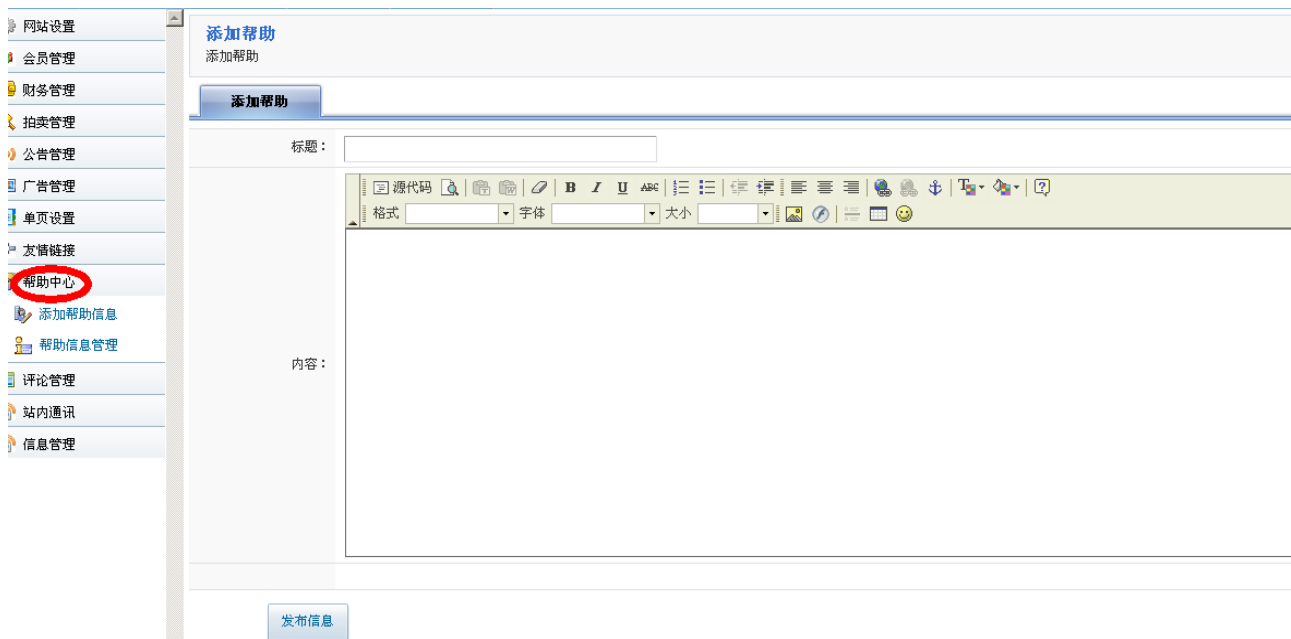 网站设置
会员管理
财务管理
拍卖管理
公告管理
广告管理
单页设置
友情链接
帮助中心
添加帮助信息
帮助信息管理
评论管理
站内通讯
信息管理
添加帮助
添加帮助
添加帮助
标题：
源代码 B I U ABC
格式 字体 大小
内容：
发布信息